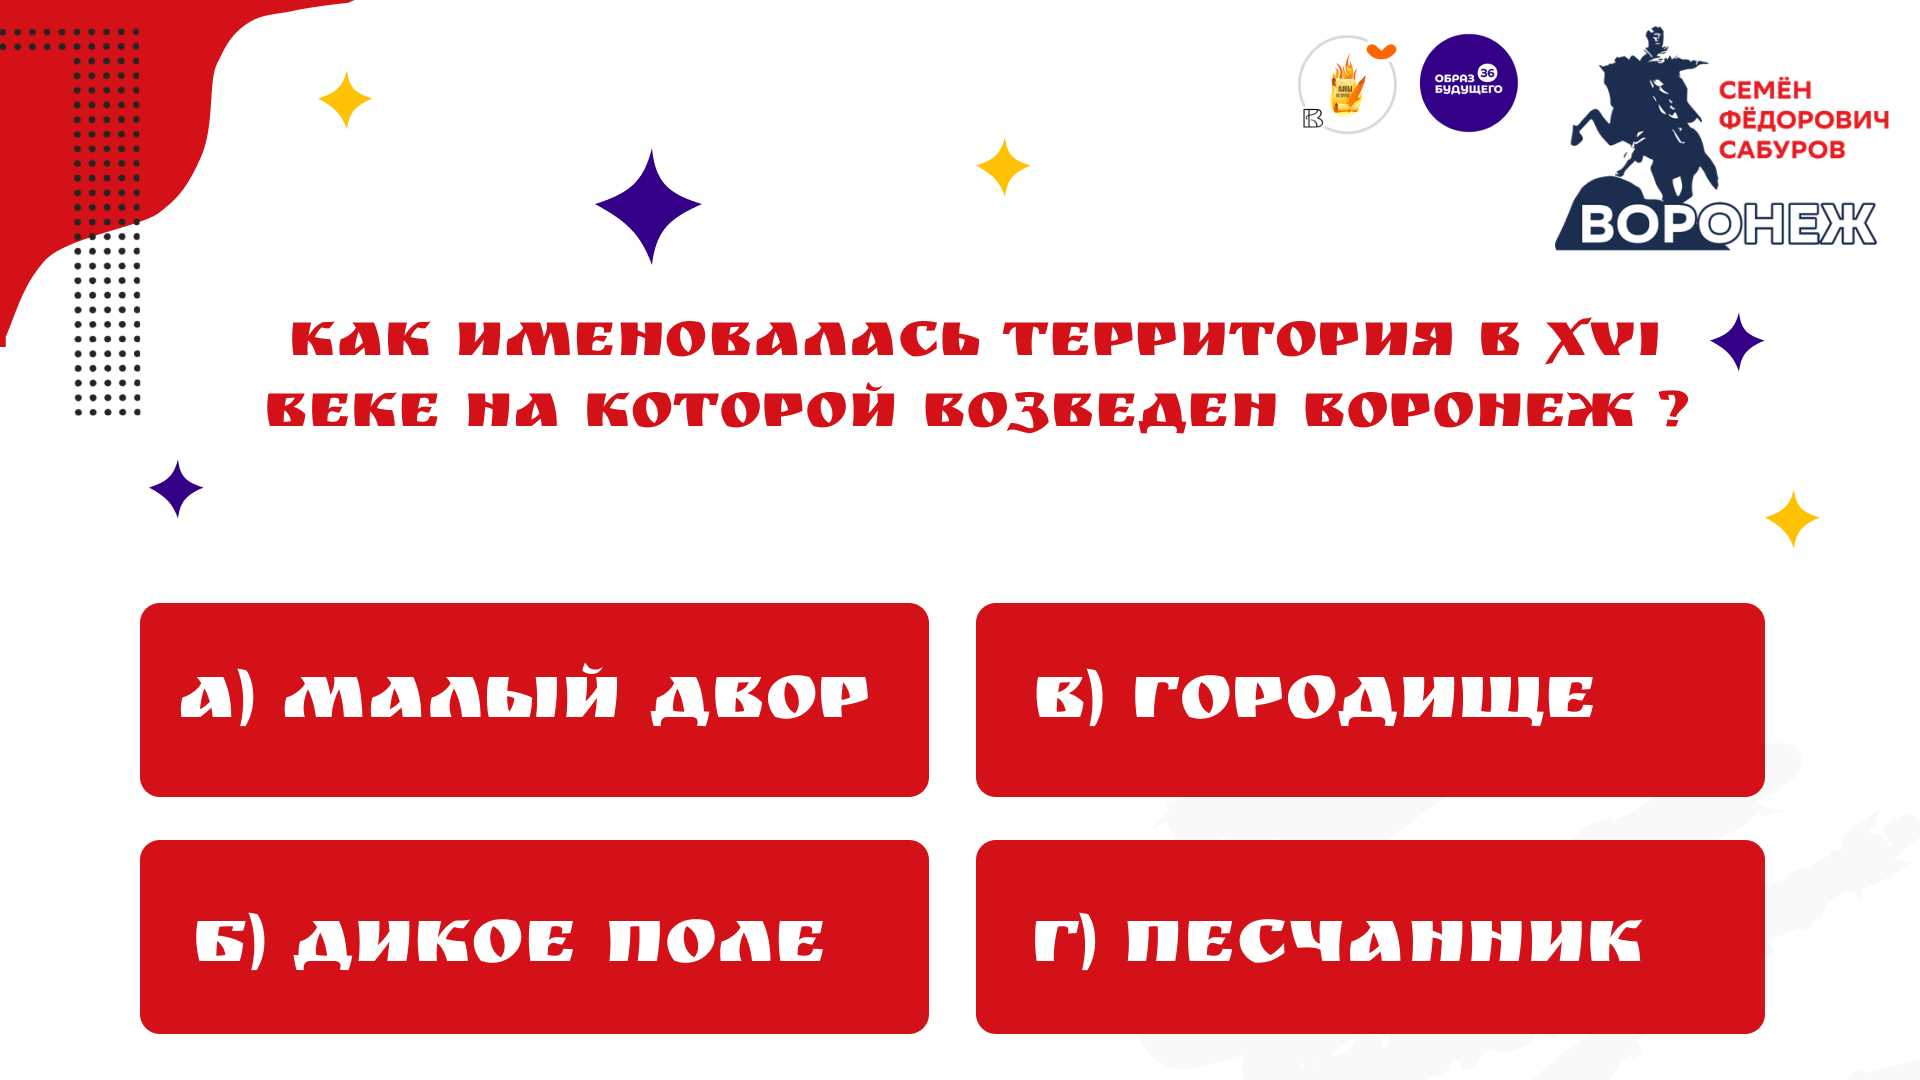 ОБРАЗ 36
БУДУЩЕГО
СЕМЁН
ФЁДОРОВИЧ
САБУРОВ
ВОРОНЕЖ
КАК ИМЕНОВАЛАСЬ ТЕРРИТОРИЯ В XVI
ВЕКЕ НА КОТОРОЙ ВОЗВЕДЕН ВОРОНЕЖ ?
А) МАЛЫЙ ДВОР
В) ГОРОДИЩЕ
Б) ДИКОЕ ПОЛЕ
Г) ПЕСЧАННИК